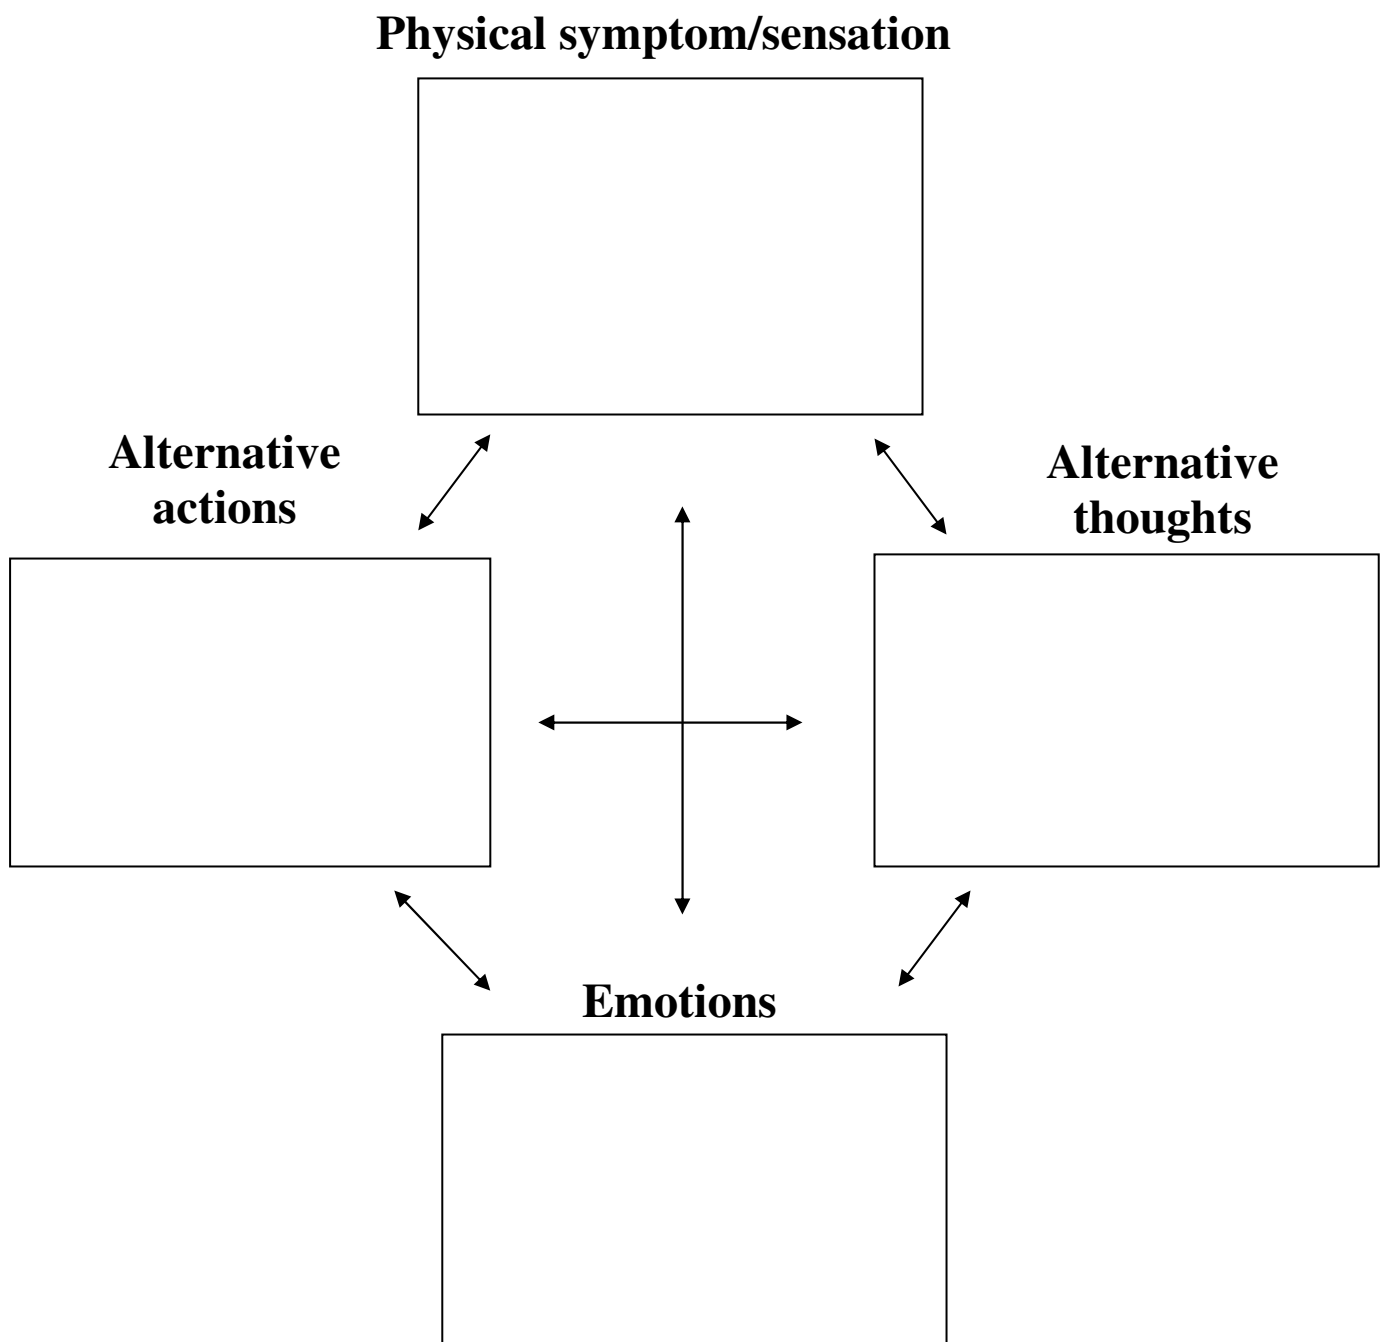 Physical symptom/sensation
Alternative
actions
Alternative
thoughts
Emotions